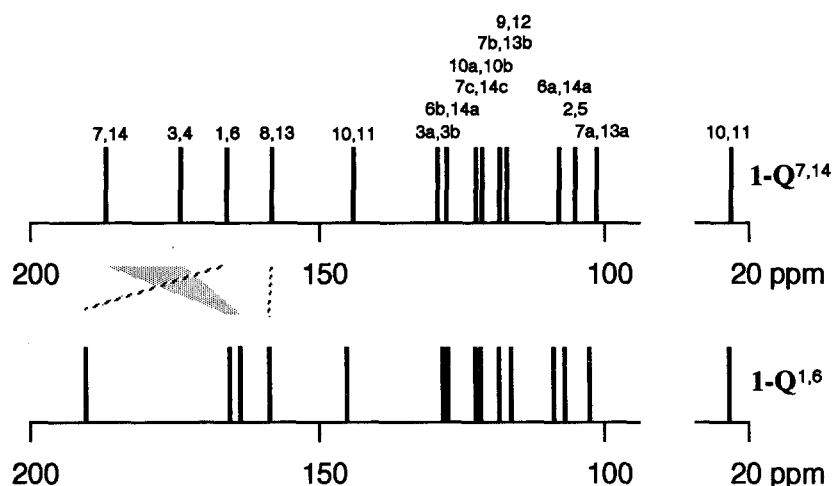 9,12
7b,13b
10a,10b
7c,14c
6a,14a
6b,14a
2,5
7,14 3,4 1,6 8,13 10,11 3a,3b 7a,13a 10,11
1-Q7,14
200 150 100 20 ppm
1-Q1,6
200 150 100 20 ppm